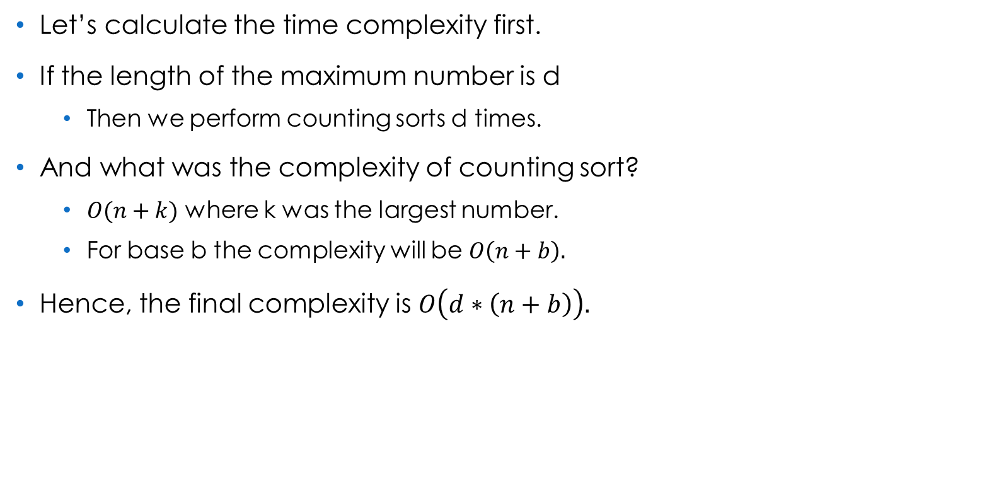 • Let’s calculate the time complexity first.
• If the length of the maximum number is d
• Then we perform counting sorts d times.
• And what was the complexity of counting sort?
• O(n + k) where k was the largest number.
• For base b the complexity will be O(n + b).
• Hence, the final complexity is O(d * (n + b)).